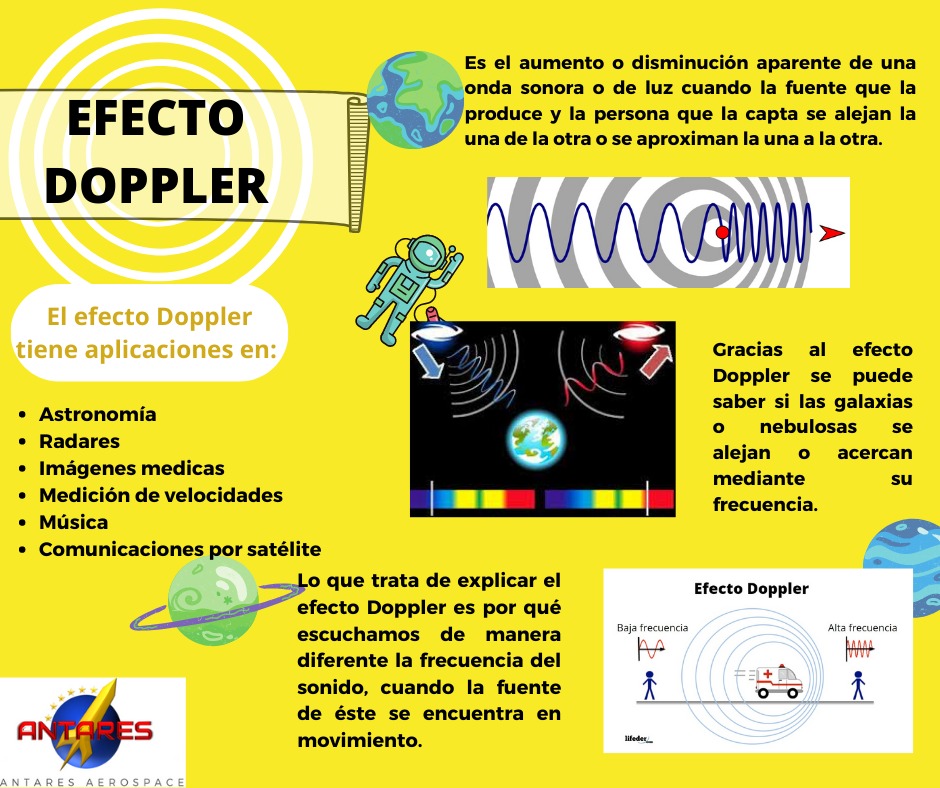 EFECTO
DOPPLER
Es el aumento o disminución aparente de una
onda sonora o de luz cuando la fuente que la
produce y la persona que la capta se alejan la
una de la otra o se aproximan la una a la otra.
El efecto Doppler
tiene aplicaciones en:
• Astronomía
• Radares
• Imágenes medicas
• Medición de velocidades
• Música
• Comunicaciones por satélite
Gracias al efecto
Doppler se puede
saber si las galaxias
o nebulosas se
alejan o acercan
mediante su
frecuencia.
Lo que trata de explicar el
efecto Doppler es por qué
escuchamos de manera
diferente la frecuencia del
sonido, cuando la fuente
de éste se encuentra en
movimiento.
Efecto Doppler
Baja frecuencia
Alta frecuencia
lifeder
ANTARES
ANTARES AEROSPACE